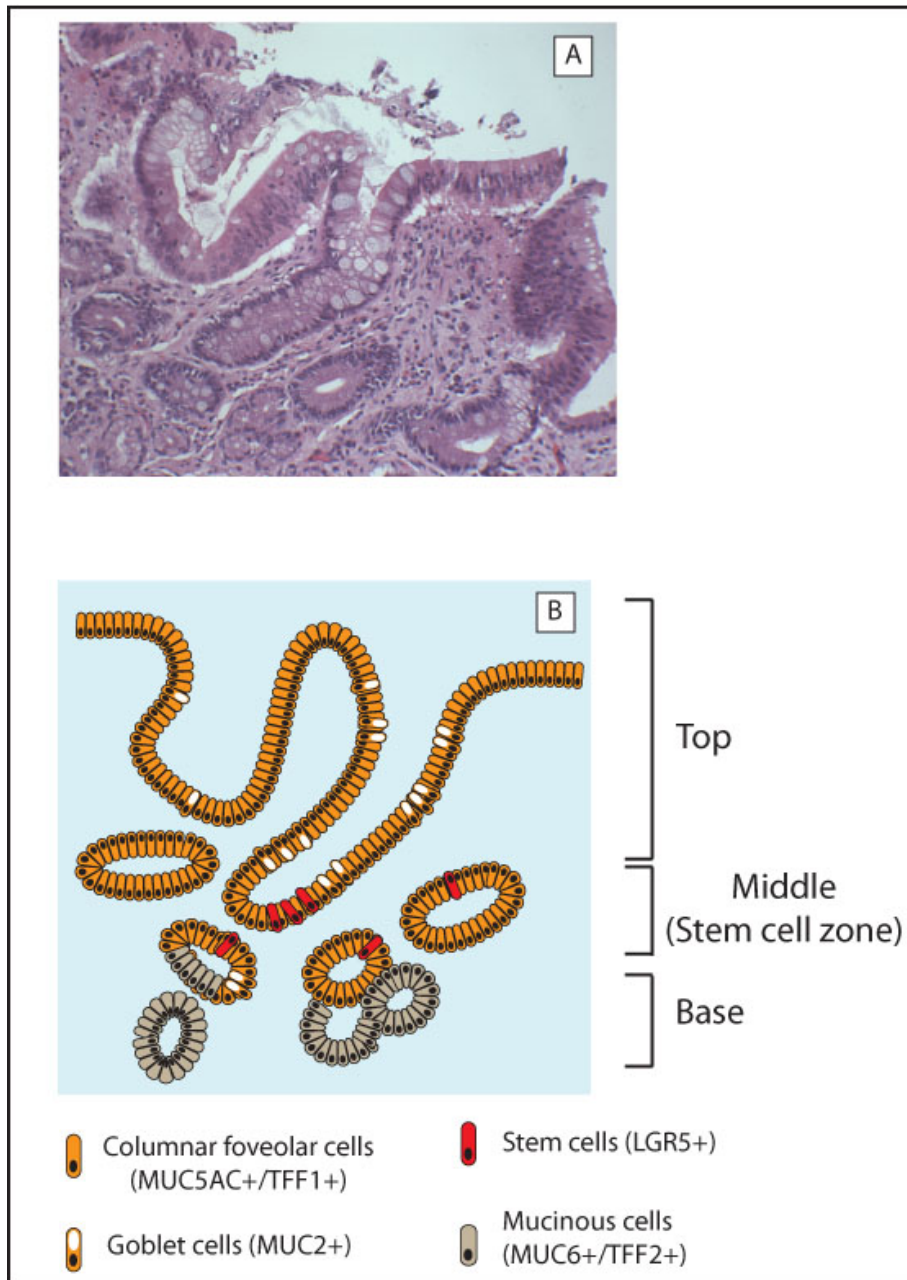 A
B
Top
Middle
(Stem cell zone)
Base
Columnar foveolar cells
(MUC5AC+/TFF1+)
Stem cells (LGR5+)
Goblet cells (MUC2+)
Mucinous cells
(MUC6+/TFF2+)